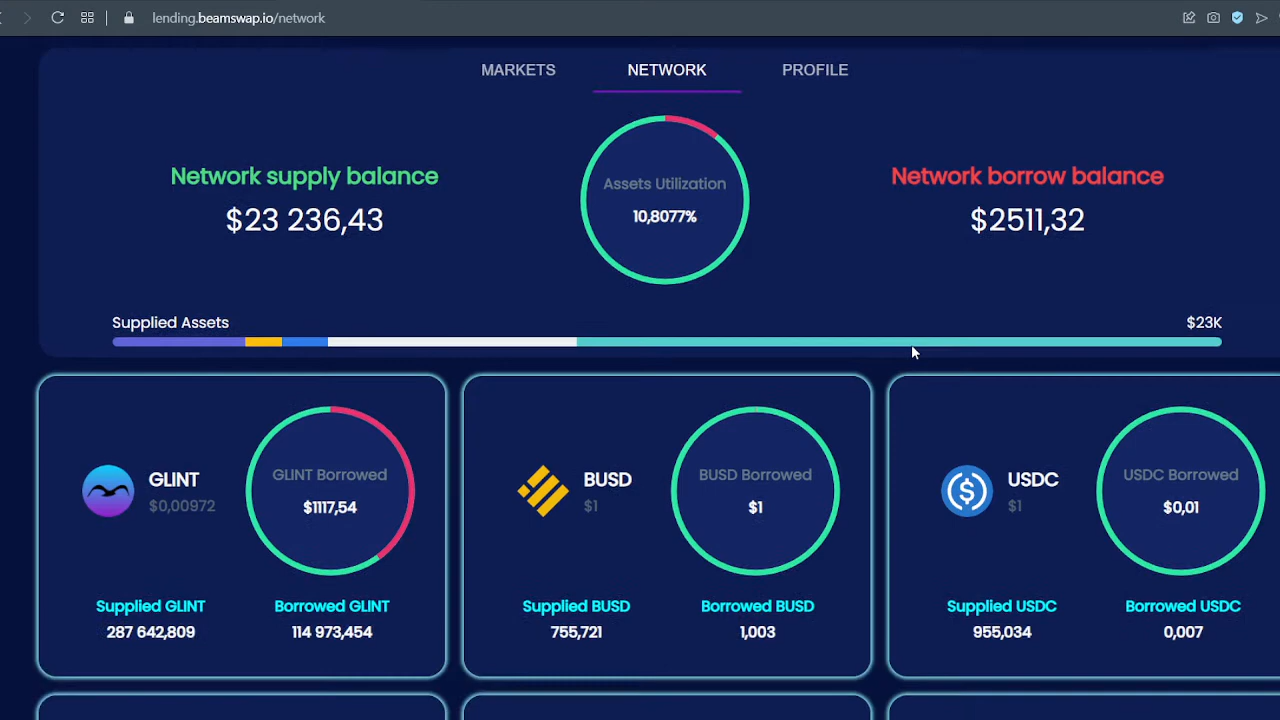 lending.beamswap.io/network
MARKETS NETWORK PROFILE
Network supply balance
$23 236,43
Assets Utilization
10,8077%
Network borrow balance
$2511,32
Supplied Assets $23K
GLINT
$0,00972
GLINT Borrowed
$1117,54
Supplied GLINT Borrowed GLINT
287 642,809 114 973,454
BUSD
$1
BUSD Borrowed
$1
Supplied BUSD Borrowed BUSD
755,721 1,003
USDC
$1
USDC Borrowed
$0,01
Supplied USDC Borrowed USDC
955,034 0,007